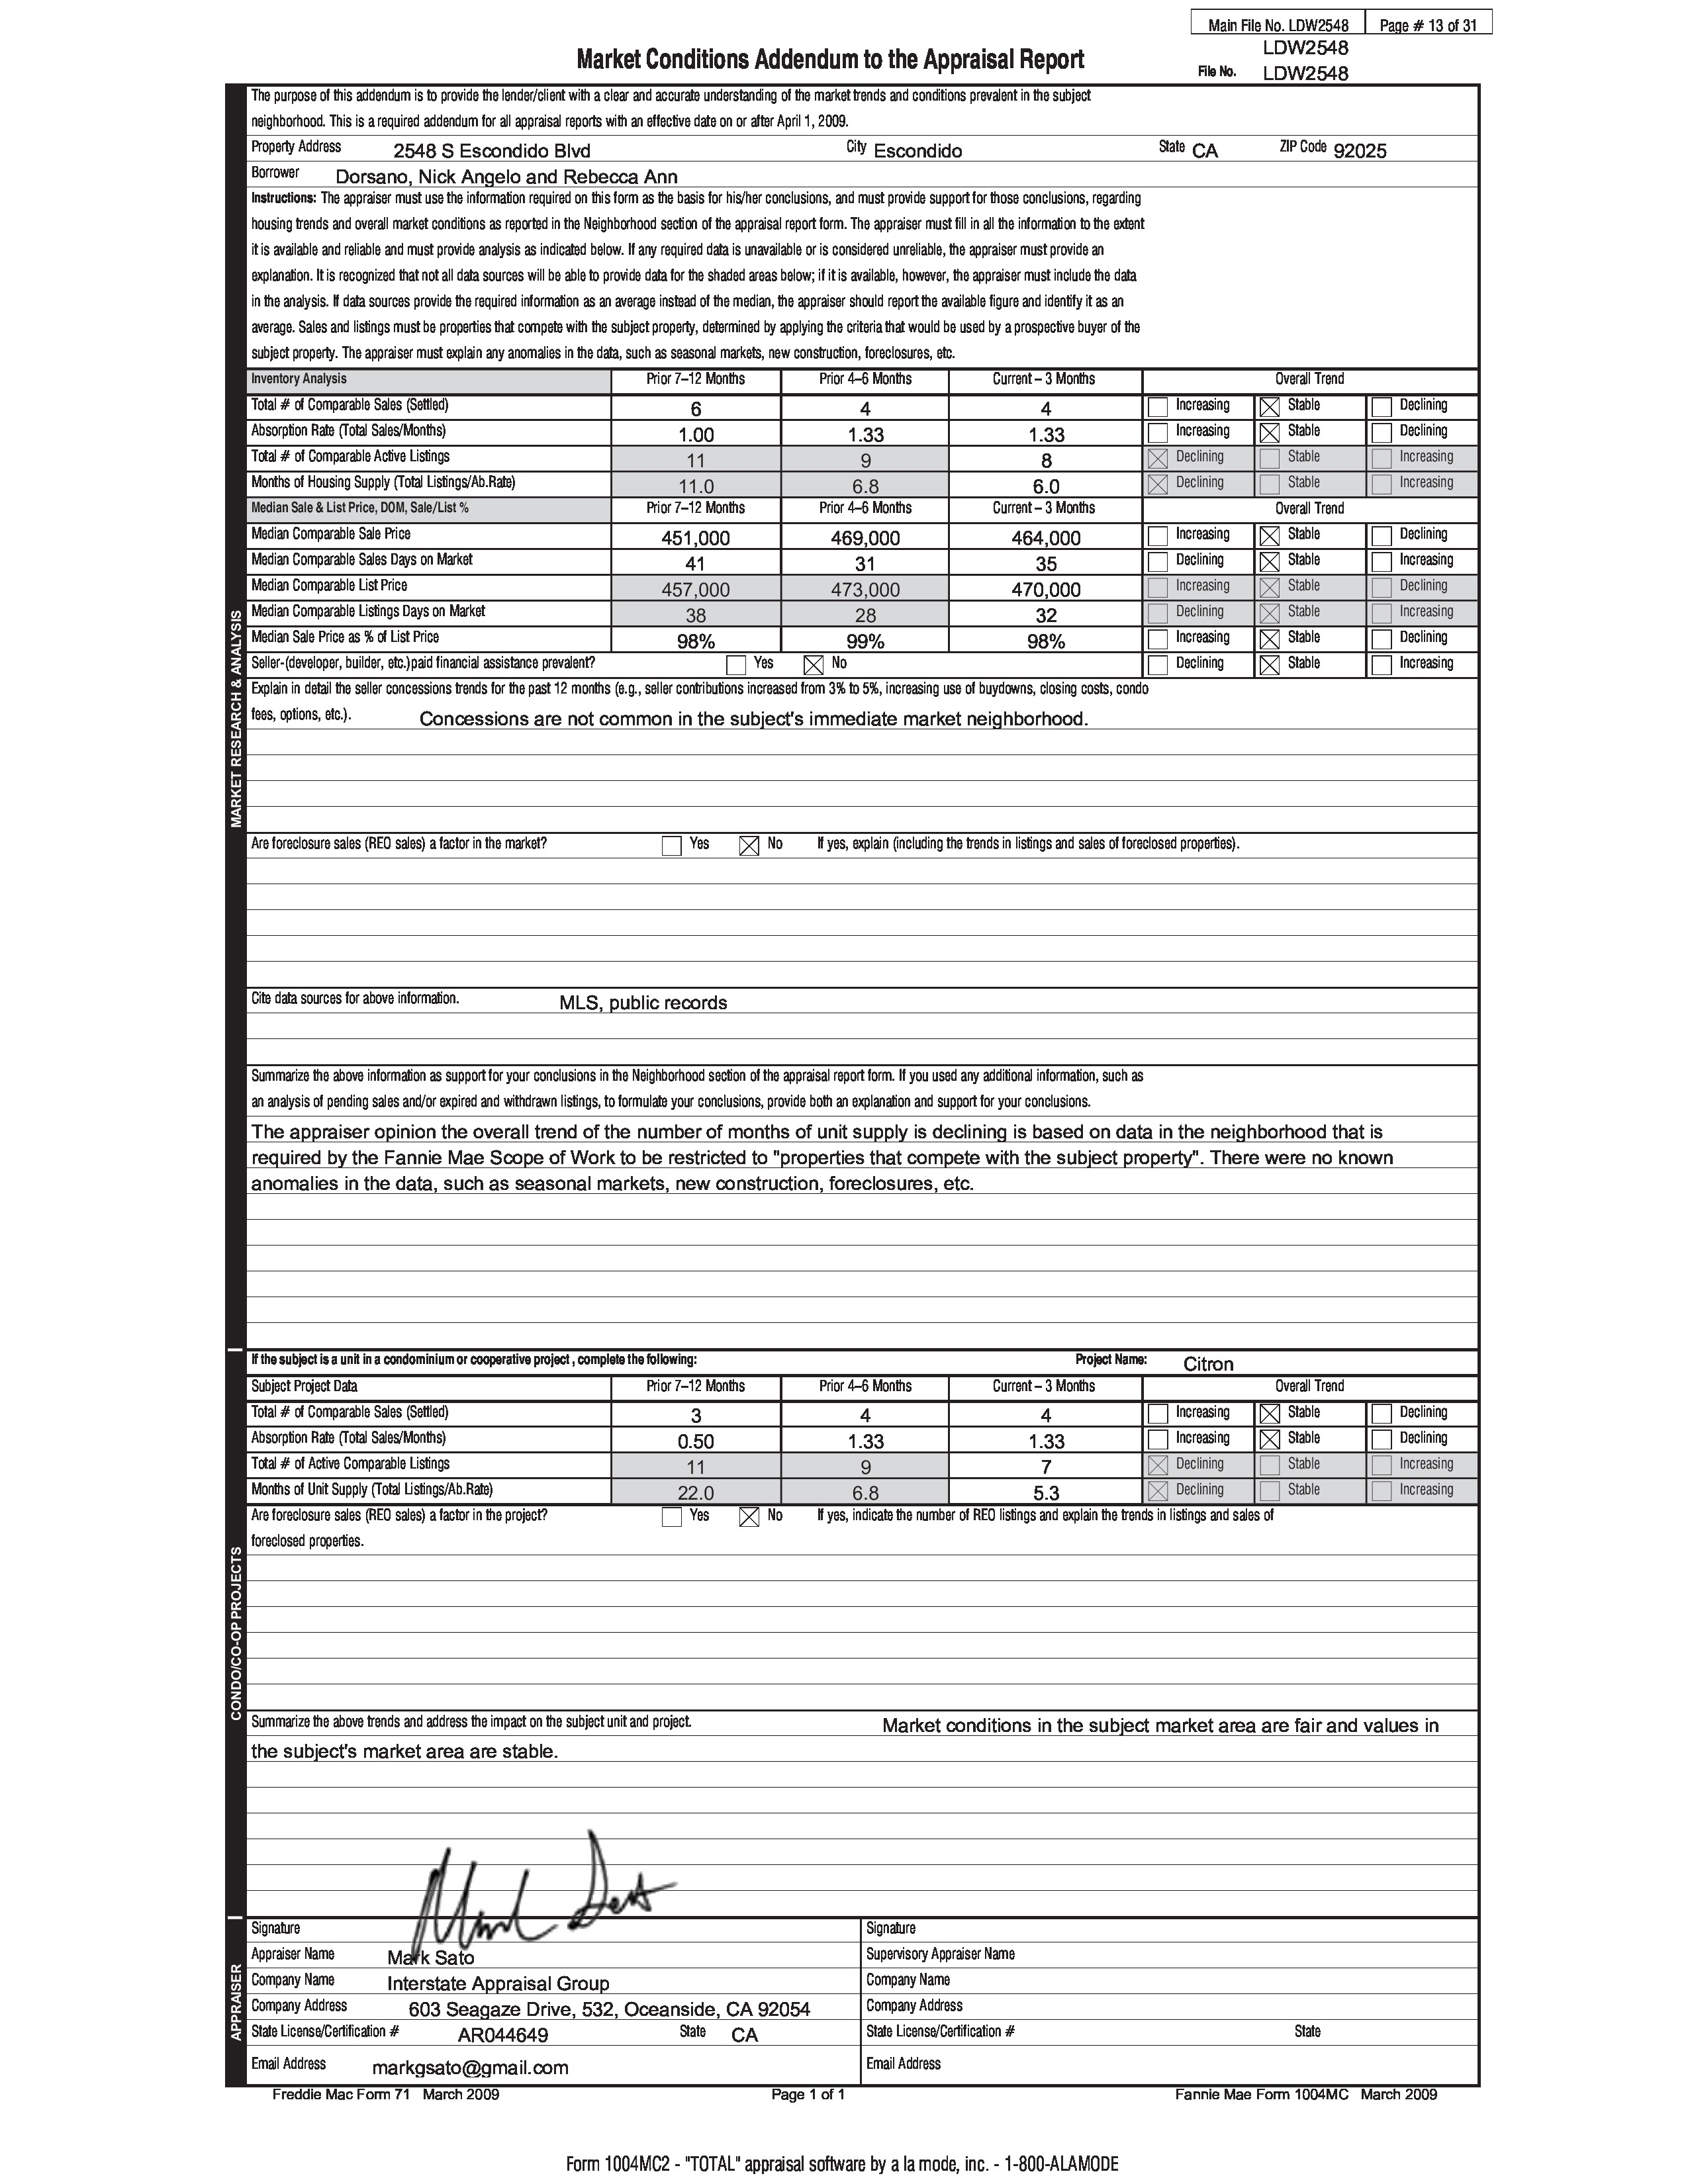 Main File No. LDW2548 Page # 13 of 31
LDW2548
Market Conditions Addendum to the Appraisal Report
File No. LDW2548
The purpose of this addendum is to provide the lender/client with a clear and accurate understanding of the market trends and conditions prevalent in the subject
neighborhood. This is a required addendum for all appraisal reports with an effective date on or after April 1, 2009.
Property Address 2548 S Escondido Blvd City Escondido State CA ZIP Code 92025
Borrower Dorsano, Nick Angelo and Rebecca Ann
Instructions: The appraiser must use the information required on this form as the basis for his/her conclusions, and must provide support for those conclusions, regarding
housing trends and overall market conditions as reported in the Neighborhood section of the appraisal report form. The appraiser must fill in all the information to the extent
it is available and reliable and must provide analysis as indicated below. If any required data is unavailable or is considered unreliable, the appraiser must provide an
explanation. It is recognized that not all data sources will be able to provide data for the shaded areas below; if it is available, however, the appraiser must include the data
in the analysis. If data sources provide the required information as an average instead of the median, the appraiser should report the available figure and identify it as an
average. Sales and listings must be properties that compete with the subject property, determined by applying the criteria that would be used by a prospective buyer of the
subject property. The appraiser must explain any anomalies in the data, such as seasonal markets, new construction, foreclosures, etc.
MARKET RESEARCH & ANALYSIS
Inventory Analysis Prior 7–12 Months Prior 4–6 Months Current – 3 Months Overall Trend
Total # of Comparable Sales (Settled) 6 4 4 Increasing Stable Declining
Absorption Rate (Total Sales/Months) 1.00 1.33 1.33 Increasing Stable Declining
Total # of Comparable Active Listings 11 9 8 Declining Stable Increasing
Months of Housing Supply (Total Listings/Ab.Rate) 11.0 6.8 6.0 Declining Stable Increasing
Median Sale & List Price, DOM, Sale/List % Prior 7–12 Months Prior 4–6 Months Current – 3 Months Overall Trend
Median Comparable Sale Price 451,000 469,000 464,000 Increasing Stable Declining
Median Comparable Sales Days on Market 41 31 35 Declining Stable Increasing
Median Comparable List Price 457,000 473,000 470,000 Increasing Stable Declining
Median Comparable Listings Days on Market 38 28 32 Declining Stable Increasing
Median Sale Price as % of List Price 98% 99% 98% Increasing Stable Declining
Seller-(developer, builder, etc.)paid financial assistance prevalent? Yes No Declining Stable Increasing
Explain in detail the seller concessions trends for the past 12 months (e.g., seller contributions increased from 3% to 5%, increasing use of buydowns, closing costs, condo
fees, options, etc.). Concessions are not common in the subject's immediate market neighborhood.
Are foreclosure sales (REO sales) a factor in the market? Yes No If yes, explain (including the trends in listings and sales of foreclosed properties).
Cite data sources for above information. MLS, public records
Summarize the above information as support for your conclusions in the Neighborhood section of the appraisal report form. If you used any additional information, such as
an analysis of pending sales and/or expired and withdrawn listings, to formulate your conclusions, provide both an explanation and support for your conclusions.
The appraiser opinion the overall trend of the number of months of unit supply is declining is based on data in the neighborhood that is
required by the Fannie Mae Scope of Work to be restricted to "properties that compete with the subject property". There were no known
anomalies in the data, such as seasonal markets, new construction, foreclosures, etc.
CONDO/CO-OP PROJECTS
If the subject is a unit in a condominium or cooperative project , complete the following: Project Name: Citron
Subject Project Data Prior 7–12 Months Prior 4–6 Months Current – 3 Months Overall Trend
Total # of Comparable Sales (Settled) 3 4 4 Increasing Stable Declining
Absorption Rate (Total Sales/Months) 0.50 1.33 1.33 Increasing Stable Declining
Total # of Active Comparable Listings 11 9 7 Declining Stable Increasing
Months of Unit Supply (Total Listings/Ab.Rate) 22.0 6.8 5.3 Declining Stable Increasing
Are foreclosure sales (REO sales) a factor in the project? Yes No If yes, indicate the number of REO listings and explain the trends in listings and sales of
foreclosed properties.
Summarize the above trends and address the impact on the subject unit and project. Market conditions in the subject market area are fair and values in
the subject's market area are stable.
APPRAISER
Signature Signature
Appraiser Name Mark Sato Supervisory Appraiser Name
Company Name Interstate Appraisal Group Company Name
Company Address 603 Seagaze Drive, 532, Oceanside, CA 92054 Company Address
State License/Certification # AR044649 State CA State License/Certification # State
Email Address markgsato@gmail.com Email Address
Freddie Mac Form 71 March 2009 Page 1 of 1 Fannie Mae Form 1004MC March 2009
Form 1004MC2 - "TOTAL" appraisal software by a la mode, inc. - 1-800-ALAMODE